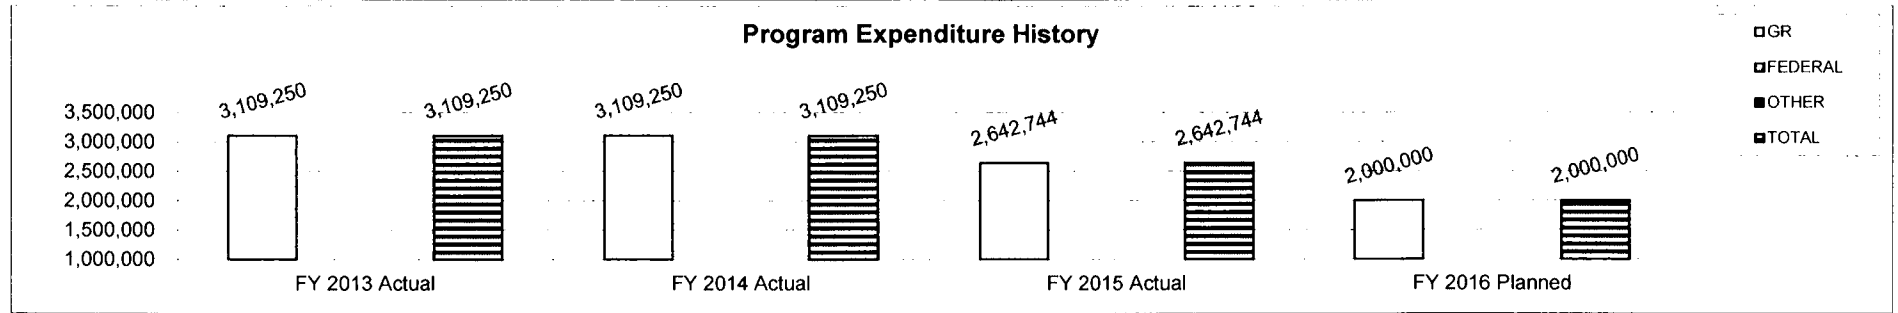 Program Expenditure History
GR
FEDERAL
OTHER
TOTAL
3,109,250 3,109,250 3,109,250 3,109,250
2,642,744 2,642,744
2,000,000 2,000,000
3,500,000
3,000,000
2,500,000
2,000,000
1,500,000
1,000,000
FY 2013 Actual FY 2014 Actual FY 2015 Actual FY 2016 Planned